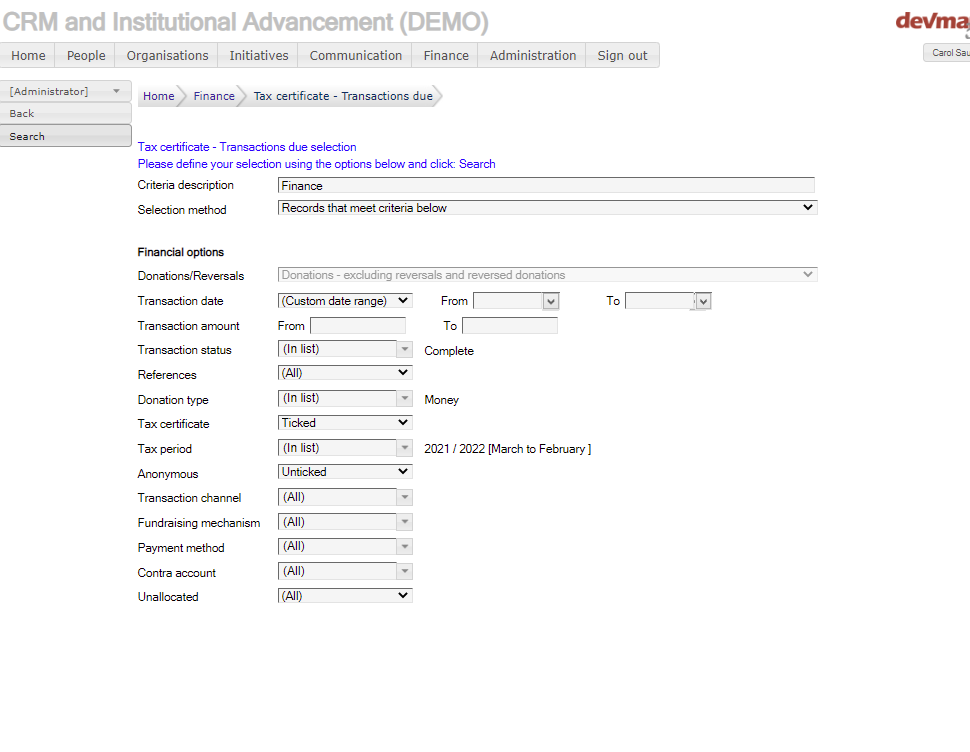 CRM and Institutional Advancement (DEMO)
devma
Home People Organisations Initiatives Communication Finance Administration Sign out
Carol Sau
[Administrator]
Back
Search
Home Finance Tax certificate - Transactions due
Tax certificate - Transactions due selection
Please define your selection using the options below and click: Search
Criteria description Finance
Selection method Records that meet criteria below
Financial options
Donations/Reversals Donations - excluding reversals and reversed donations
Transaction date (Custom date range) From To
Transaction amount From To
Transaction status (In list) Complete
References (All)
Donation type (In list) Money
Tax certificate Ticked
Tax period (In list) 2021 / 2022 [March to February ]
Anonymous Unticked
Transaction channel (All)
Fundraising mechanism (All)
Payment method (All)
Contra account (All)
Unallocated (All)